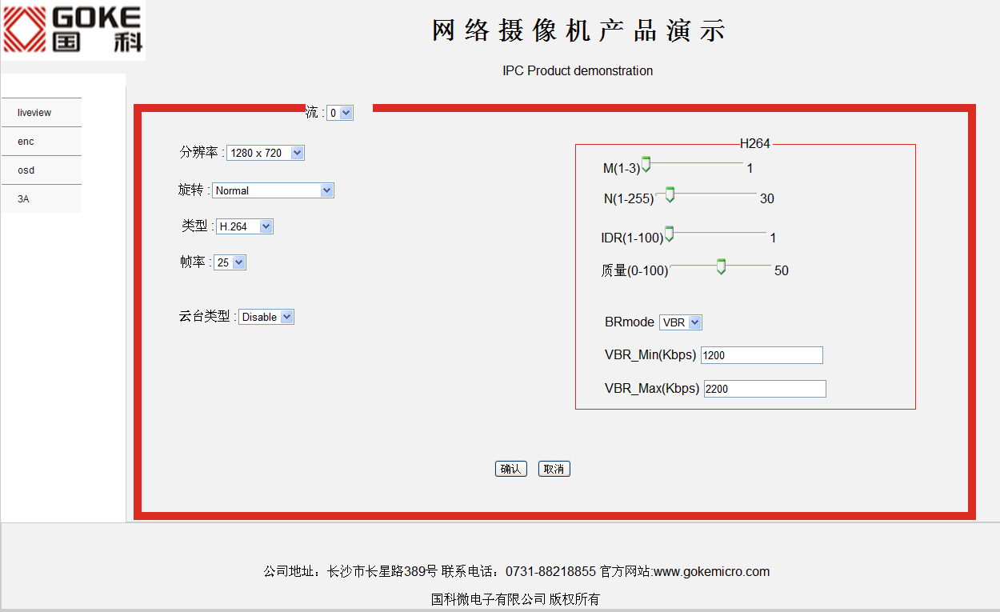 GOKE
国 科
网络摄像机产品演示
IPC Product demonstration
liveview
enc
osd
3A
流 : 0
分辨率 : 1280 x 720
旋转 : Normal
类型 : H.264
帧率 : 25
云台类型 : Disable
H264
M(1-3) 1
N(1-255) 30
IDR(1-100) 1
质量(0-100) 50
BRmode VBR
VBR_Min(Kbps) 1200
VBR_Max(Kbps) 2200
确认 取消
公司地址：长沙市长星路389号 联系电话：0731-88218855 官方网站:www.gokemicro.com
国科微电子有限公司 版权所有